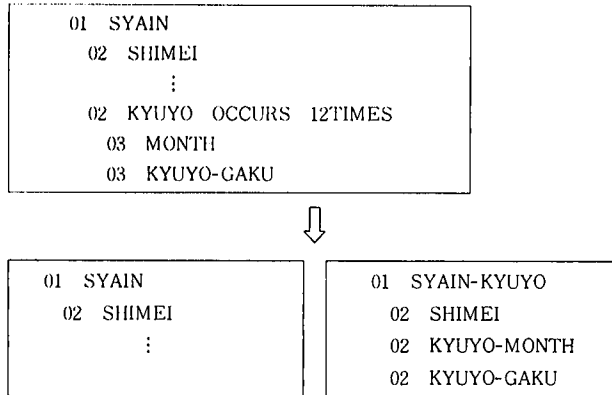 01 SYAIN
02 SHIMEI
⋮
02 KYUYO OCCURS 12TIMES
03 MONTH
03 KYUYO-GAKU
01 SYAIN
02 SHIMEI
⋮
01 SYAIN-KYUYO
02 SHIMEI
02 KYUYO-MONTH
02 KYUYO-GAKU